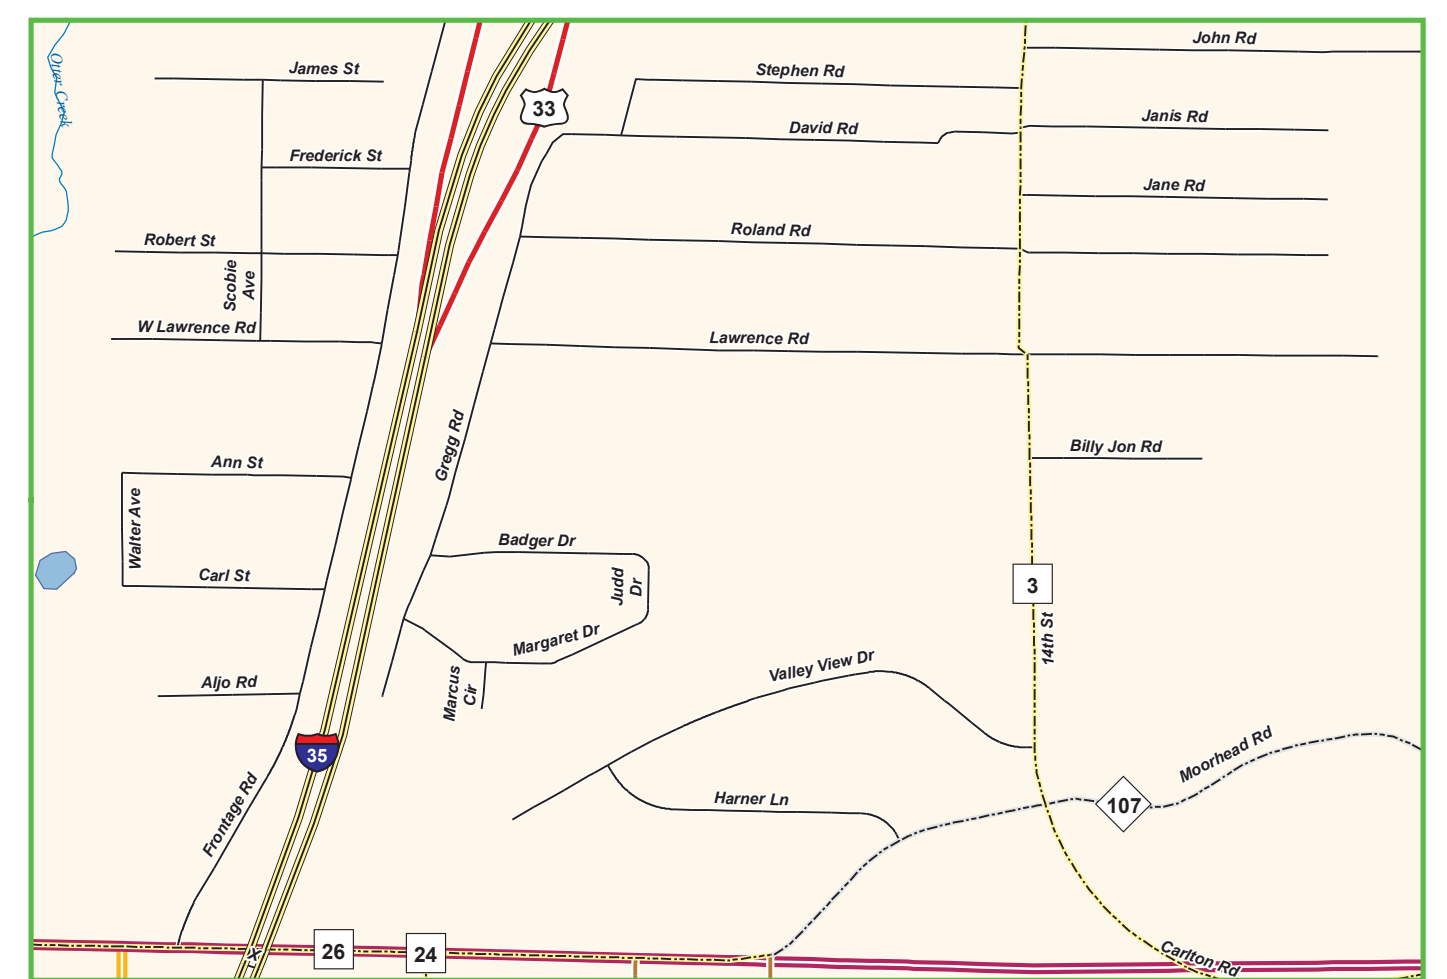 John Rd
James St
Stephen Rd
Otter Creek
33
Janis Rd
David Rd
Frederick St
Jane Rd
Robert St
Roland Rd
Scobie
Ave
W Lawrence Rd
Lawrence Rd
Gregg Rd
Billy Jon Rd
Ann St
Walter Ave
Badger Dr
Carl St
Judd
Dr
3
14th St
Margaret Dr
Valley View Dr
Aljo Rd
Marcus
Cir
35
Moorhead Rd
Harner Ln
107
Frontage Rd
26
24
X
Carlton Rd